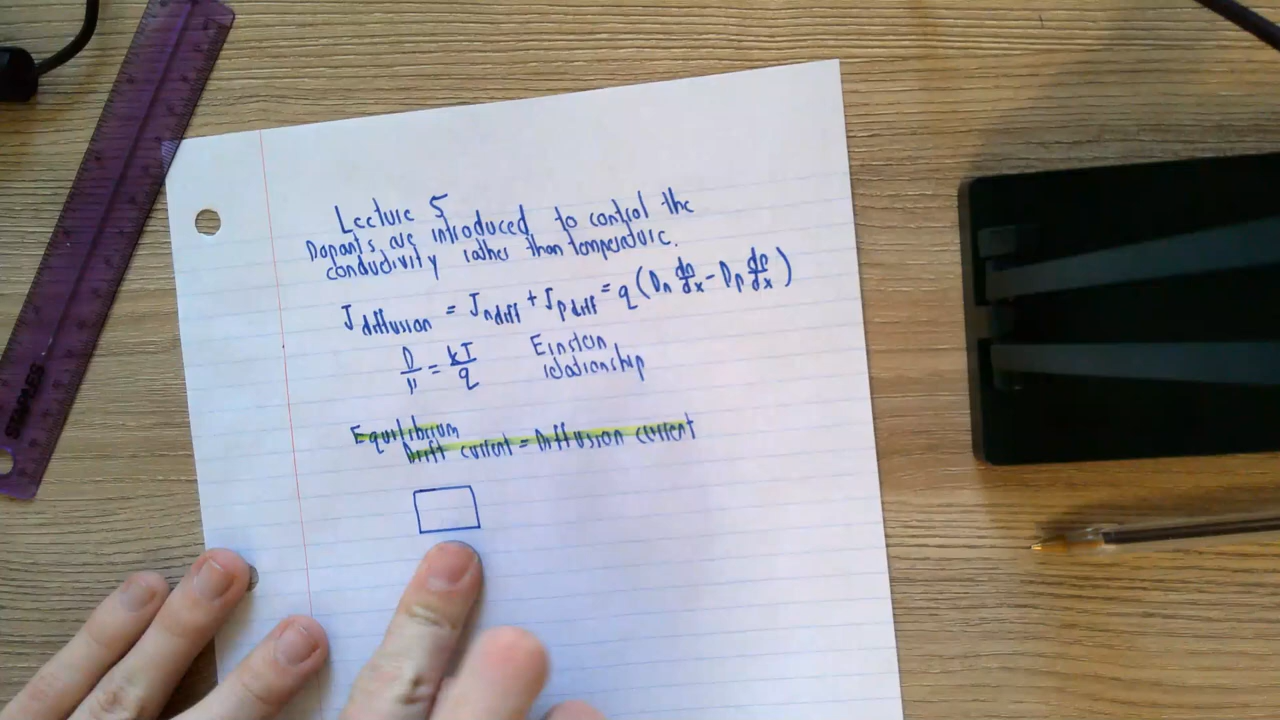 Lecture 5
Dopants are introduced to control the
conductivity rather than temperature.
J diffusion = J n diff + J p diff = q (Dn dn/dx - Dp dp/dx)
D/μ = kT/q Einstein
relationship
Equilibrium
Drift current = Diffusion current
STAPLES